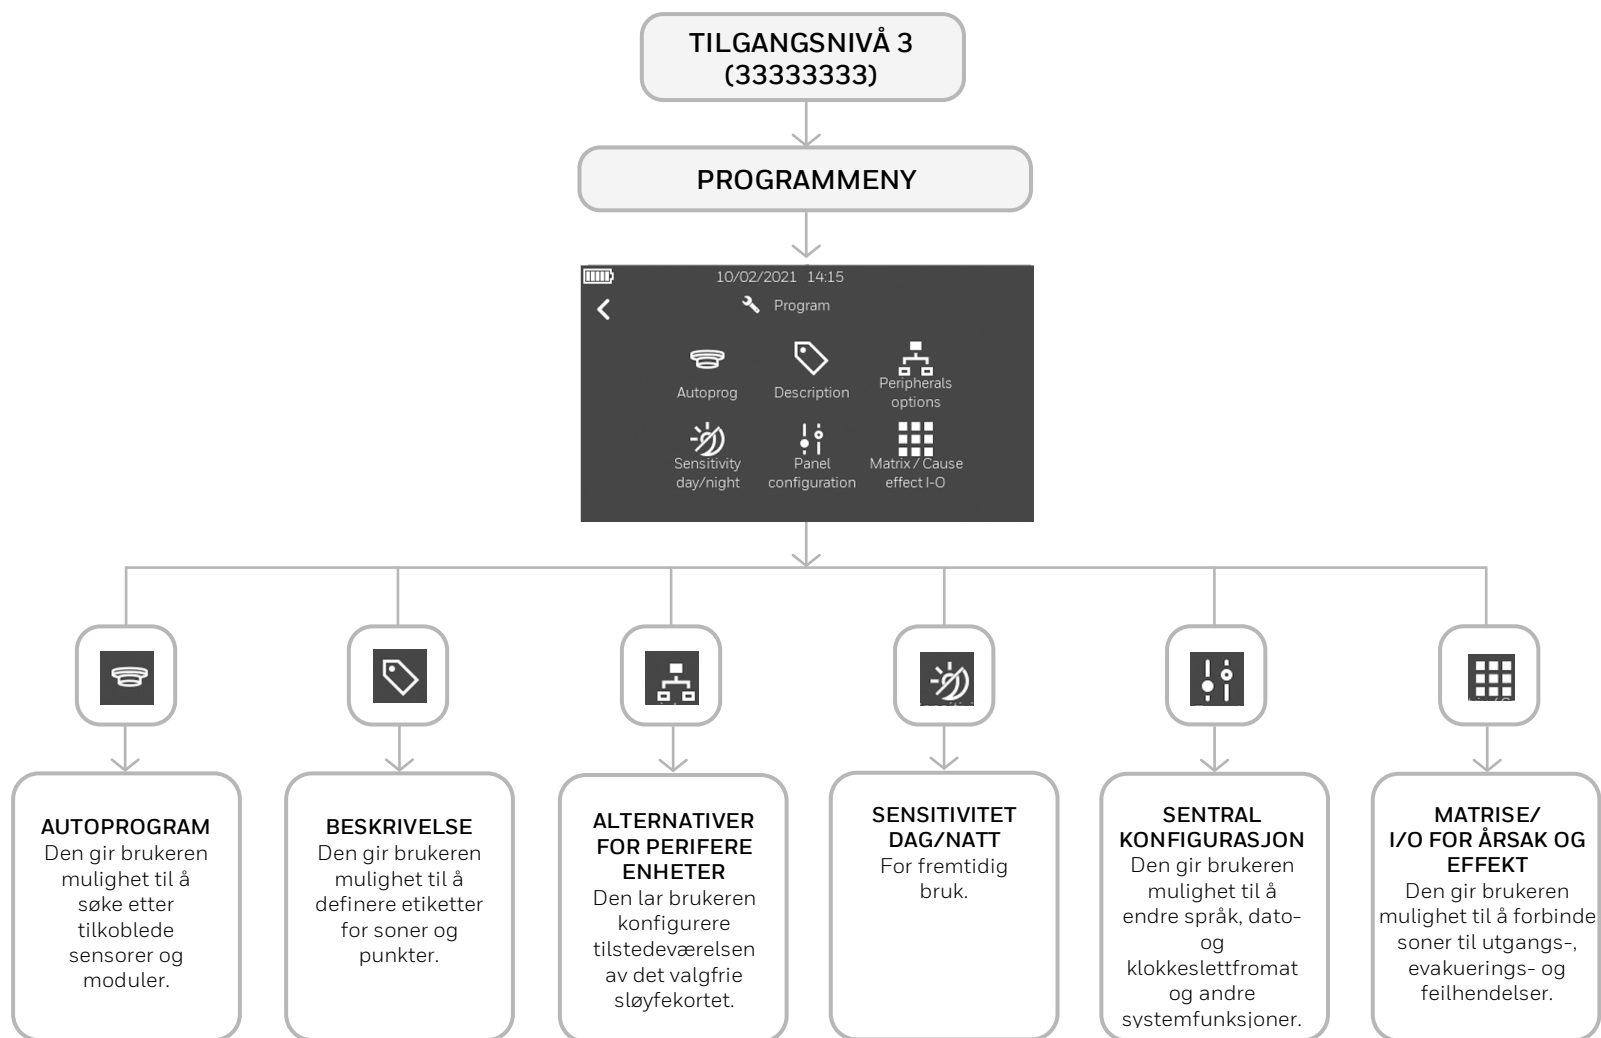 TILGANGSNIVÅ 3
(33333333)
PROGRAMMENY
10/02/2021 14:15
Program
Autoprog
Description
Peripherals
options
Sensitivity
day/night
Panel
configuration
Matrix / Cause
effect I-O
AUTOPROGRAM
Den gir brukeren
mulighet til å
søke etter
tilkoblede
sensorer og
moduler.
BESKRIVELSE
Den gir brukeren
mulighet til å
definere etiketter
for soner og
punkter.
ALTERNATIVER
FOR PERIFERE
ENHETER
Den lar brukeren
konfigurere
tilstedeværelsen
av det valgfrie
sløyfekortet.
SENSITIVITET
DAG/NATT
For fremtidig
bruk.
SENTRAL
KONFIGURASJON
Den gir brukeren
mulighet til å
endre språk, dato-
og
klokkeslettfromat
og andre
systemfunksjoner.
MATRISE/
I/O FOR ÅRSAK OG
EFFEKT
Den gir brukeren
mulighet til å forbinde
soner til utgangs-,
evakuerings- og
feilhendelser.